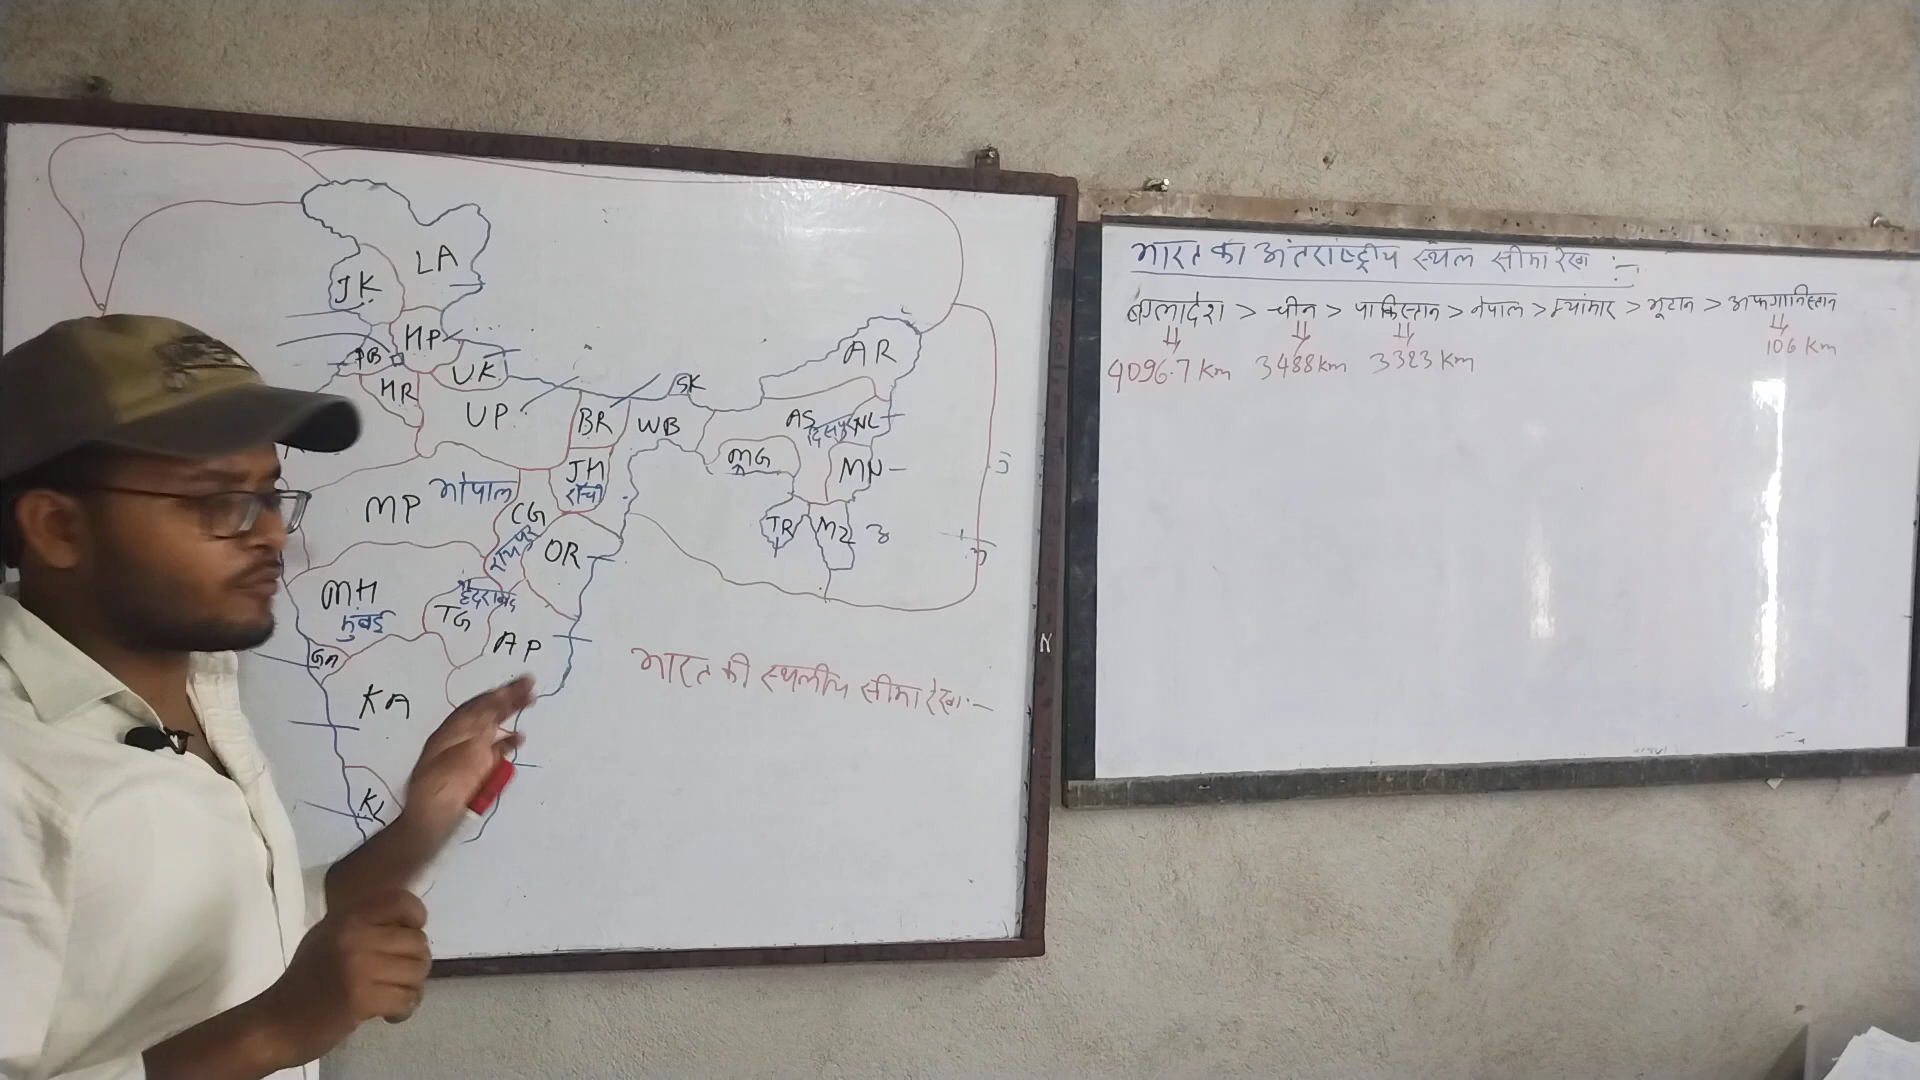 LA
JK
HP
PB
UK
HR
UP
BR
WB
SK
AR
AS
दिसपुर
NL
MG
MN
JH
राँची
MP
भोपाल
CG
रायपुर
OR
TR
MZ
MH
मुंबई
हैदराबाद
TG
AP
GA
KA
KL
भारत की स्थलीय सीमा रेखा:-
भारत का अंतर्राष्ट्रीय स्थल सीमा रेखा :-
बंग्लादेश > चीन > पाकिस्तान > नेपाल > म्यांमार > भूटान > अफगानिस्तान
4096.7 Km 3488 Km 3323 Km 106 Km